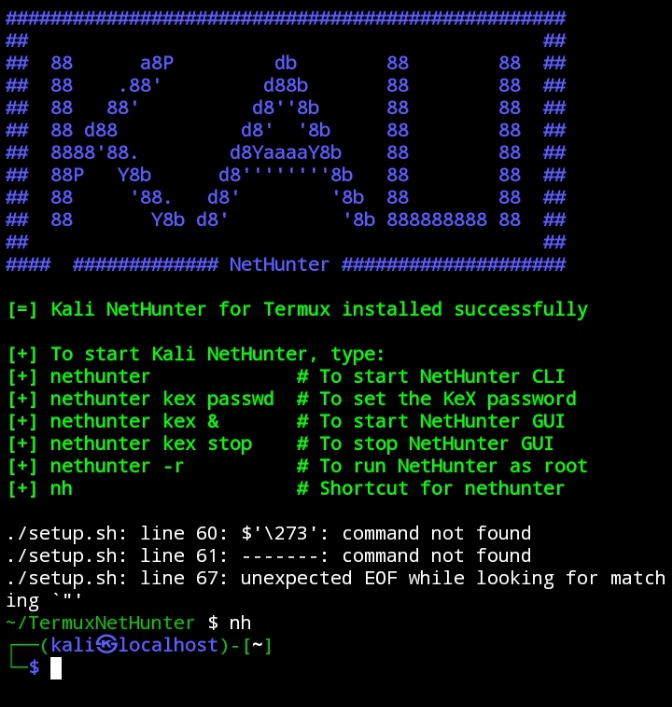 ##################################################
##                                              ##
##  88      a8P         db        88        88  ##
##  88    .88'         d88b       88        88  ##
##  88   88'          d8''8b      88        88  ##
##  88 d88           d8'  '8b     88        88  ##
##  8888'88.        d8YaaaaY8b    88        88  ##
##  88P   Y8b      d8''''''''8b   88        88  ##
##  88     '88.   d8'        '8b  88        88  ##
##  88       Y8b d8'          '8b 888888888 88  ##
##                                              ##
####  ############# NetHunter ####################
[=] Kali NetHunter for Termux installed successfully
[+] To start Kali NetHunter, type:
[+] nethunter             # To start NetHunter CLI
[+] nethunter kex passwd  # To set the KeX password
[+] nethunter kex &       # To start NetHunter GUI
[+] nethunter kex stop    # To stop NetHunter GUI
[+] nethunter -r          # To run NetHunter as root
[+] nh                    # Shortcut for nethunter
./setup.sh: line 60: $'\273': command not found
./setup.sh: line 61: -------: command not found
./setup.sh: line 67: unexpected EOF while looking for match
ing `"'
~/TermuxNetHunter $ nh
┌──(kali㉿localhost)-[~]
└─$